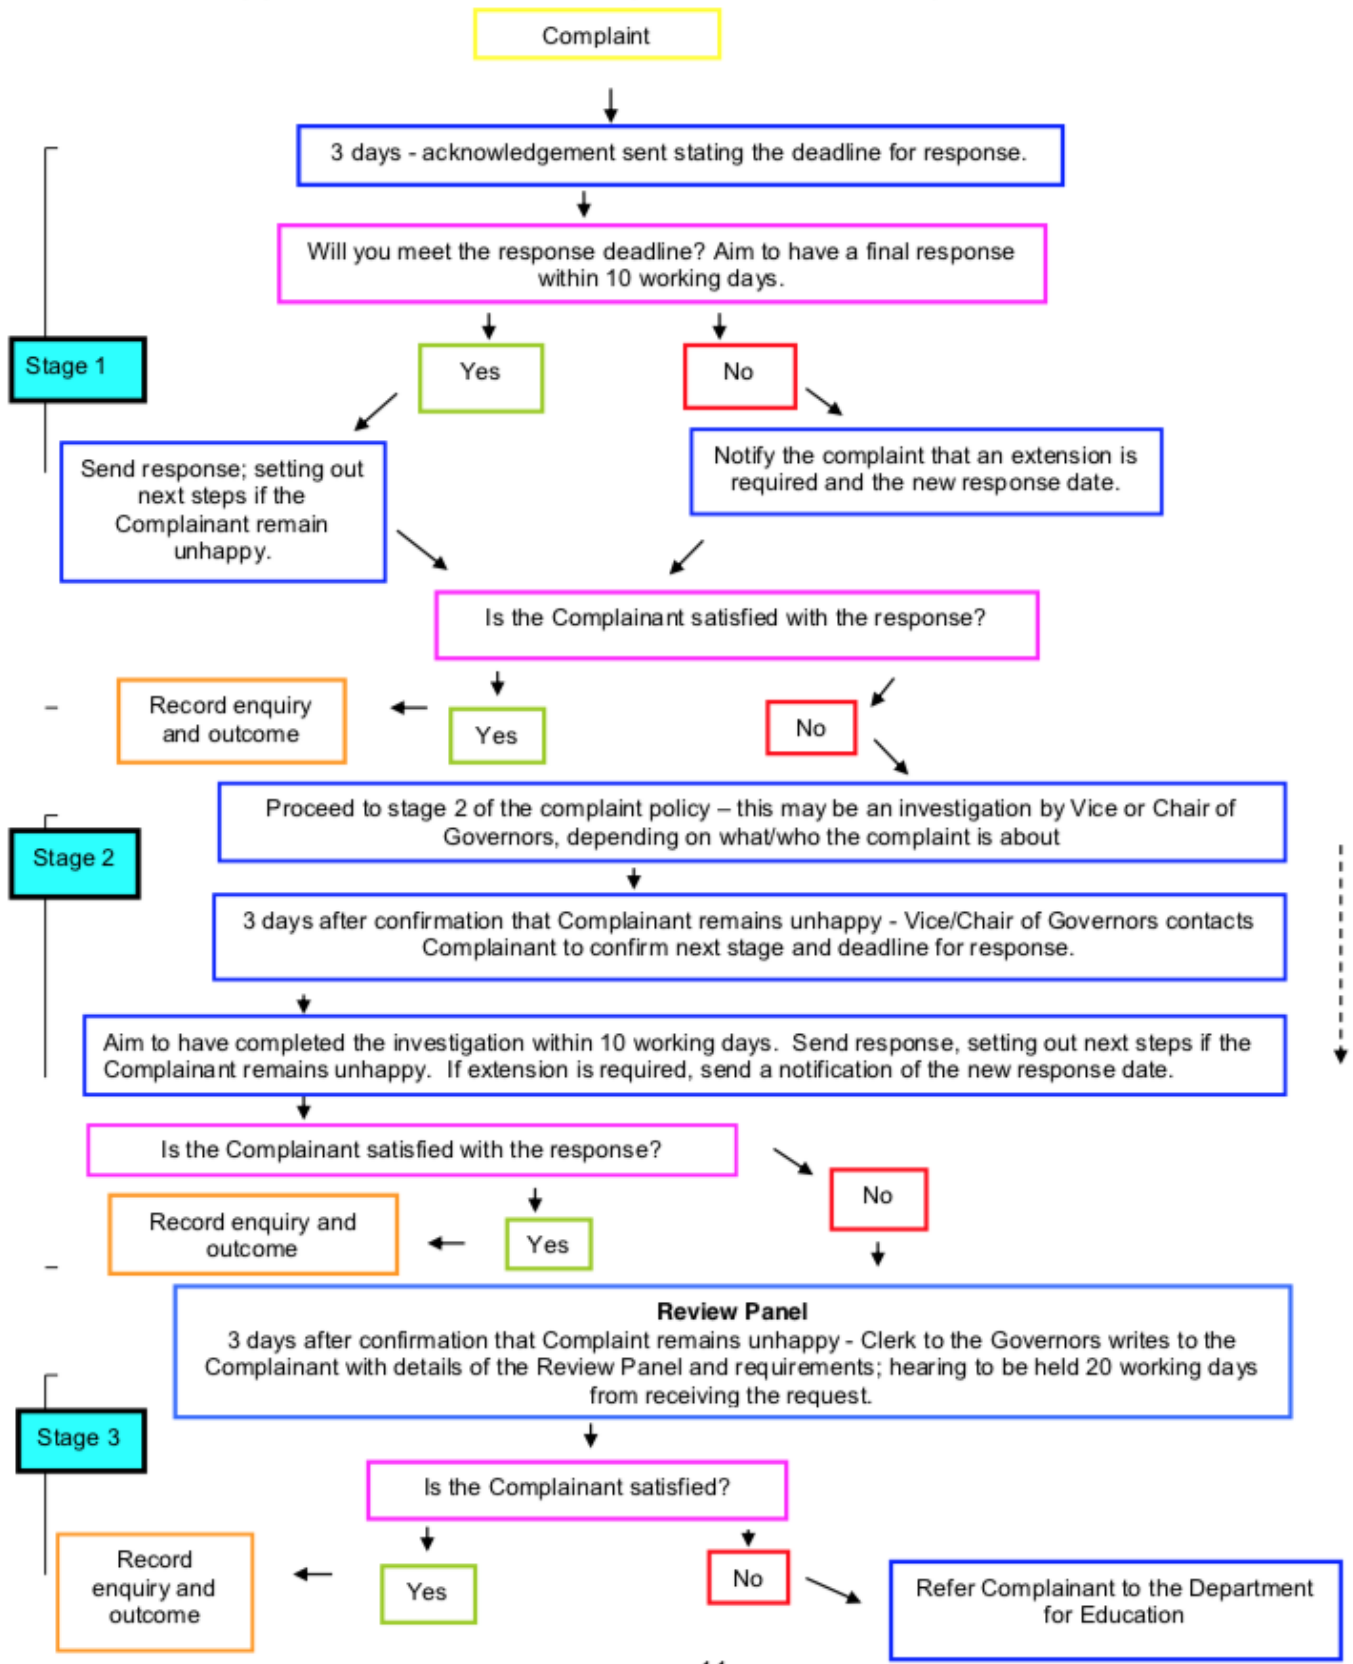 Complaint
3 days - acknowledgement sent stating the deadline for response.
Will you meet the response deadline? Aim to have a final response
within 10 working days.
Stage 1
Yes
No
Send response; setting out
next steps if the
Complainant remain
unhappy.
Notify the complaint that an extension is
required and the new response date.
Is the Complainant satisfied with the response?
Record enquiry
and outcome
Yes
No
Proceed to stage 2 of the complaint policy – this may be an investigation by Vice or Chair of
Governors, depending on what/who the complaint is about
Stage 2
3 days after confirmation that Complainant remains unhappy - Vice/Chair of Governors contacts
Complainant to confirm next stage and deadline for response.
Aim to have completed the investigation within 10 working days.  Send response, setting out next steps if the
Complainant remains unhappy.  If extension is required, send a notification of the new response date.
Is the Complainant satisfied with the response?
No
Record enquiry and
outcome
Yes
Review Panel
3 days after confirmation that Complaint remains unhappy - Clerk to the Governors writes to the
Complainant with details of the Review Panel and requirements; hearing to be held 20 working days
from receiving the request.
Stage 3
Is the Complainant satisfied?
Record
enquiry and
outcome
Yes
No
Refer Complainant to the Department
for Education